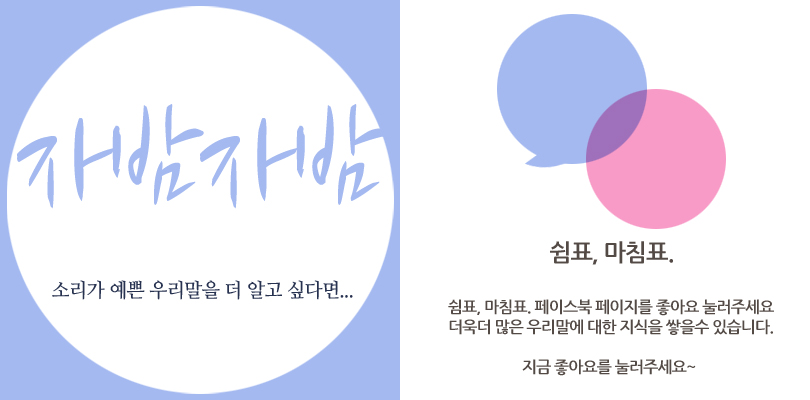 자밤자밤
소리가 예쁜 우리말을 더 알고 싶다면...
쉼표, 마침표.
쉼표, 마침표. 페이스북 페이지를 좋아요 눌러주세요
더욱더 많은 우리말에 대한 지식을 쌓을수 있습니다.
지금 좋아요를 눌러주세요~